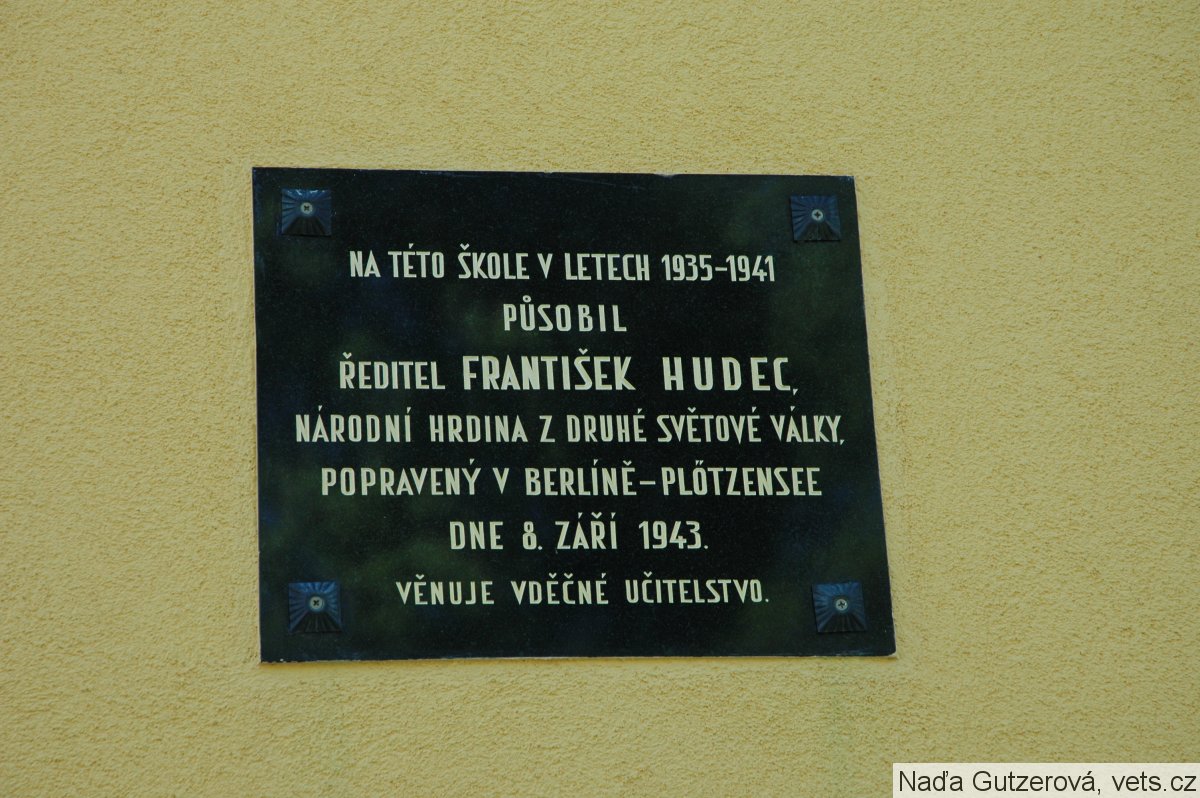 NA TÉTO ŠKOLE V LETECH 1935-1941
PŮSOBIL
ŘEDITEL FRANTIŠEK HUDEC,
NÁRODNÍ HRDINA Z DRUHÉ SVĚTOVÉ VÁLKY,
POPRAVENÝ V BERLÍNĚ-PLŐTZENSEE
DNE 8. ZÁŘÍ 1943.
VĚNUJE VDĚČNÉ UČITELSTVO.
Naďa Gutzerová, vets.cz